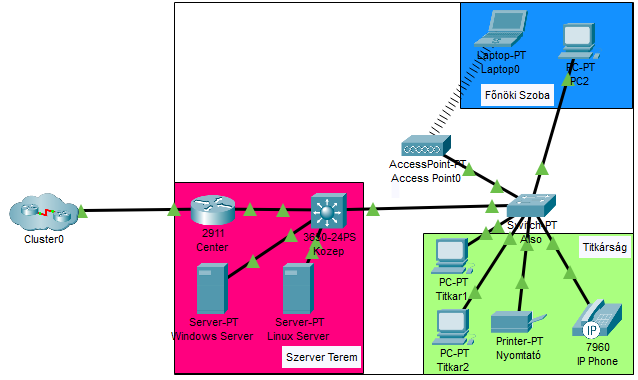 Laptop-PT
Laptop0
PC-PT
PC2
Főnöki Szoba
AccessPoint-PT
Access Point0
Cluster0
2911
Center
3650-24PS
Kozep
Switch-PT
Also
Titkárság
PC-PT
Titkar1
Server-PT
Windows Server
Server-PT
Linux Server
Szerver Terem
PC-PT
Titkar2
Printer-PT
Nyomtató
IP
7960
IP Phone